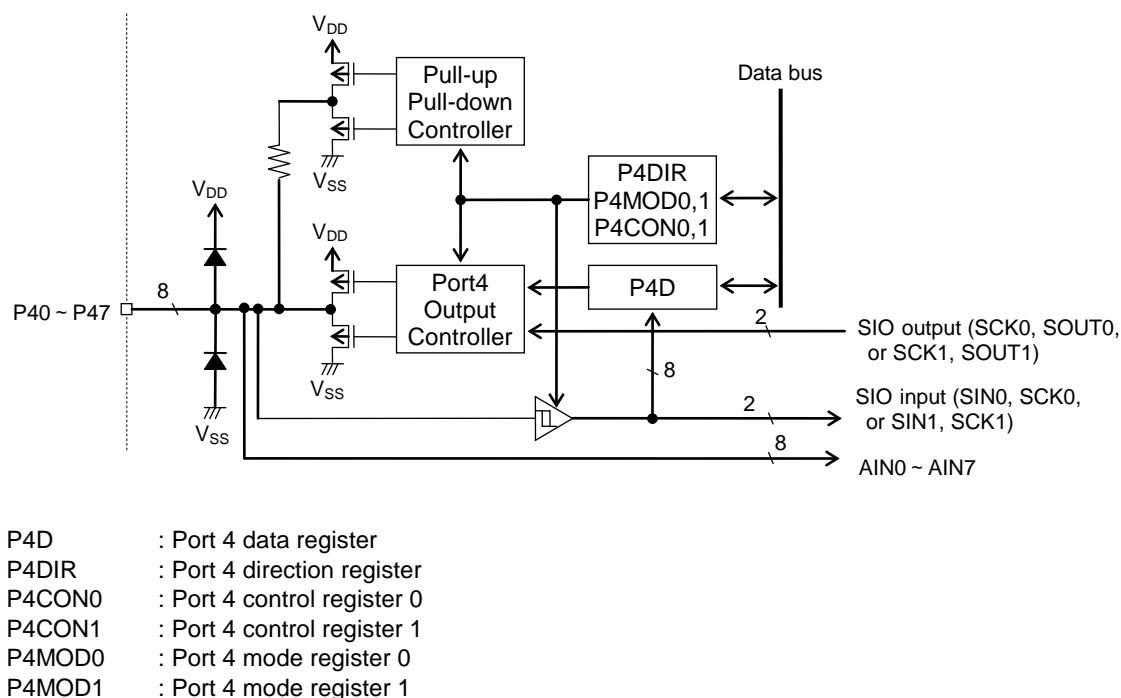 VDD
Pull-up
Pull-down
Controller
Data bus
VSS
P4DIR
P4MOD0,1
P4CON0,1
VDD
VDD
Port4
Output
Controller
P4D
P40 ~ P47
8
2
SIO output (SCK0, SOUT0,
or SCK1, SOUT1)
VSS
8
SIO input (SIN0, SCK0,
or SIN1, SCK1)
2
VSS
8
AIN0 ~ AIN7
P4D : Port 4 data register
P4DIR : Port 4 direction register
P4CON0 : Port 4 control register 0
P4CON1 : Port 4 control register 1
P4MOD0 : Port 4 mode register 0
P4MOD1 : Port 4 mode register 1